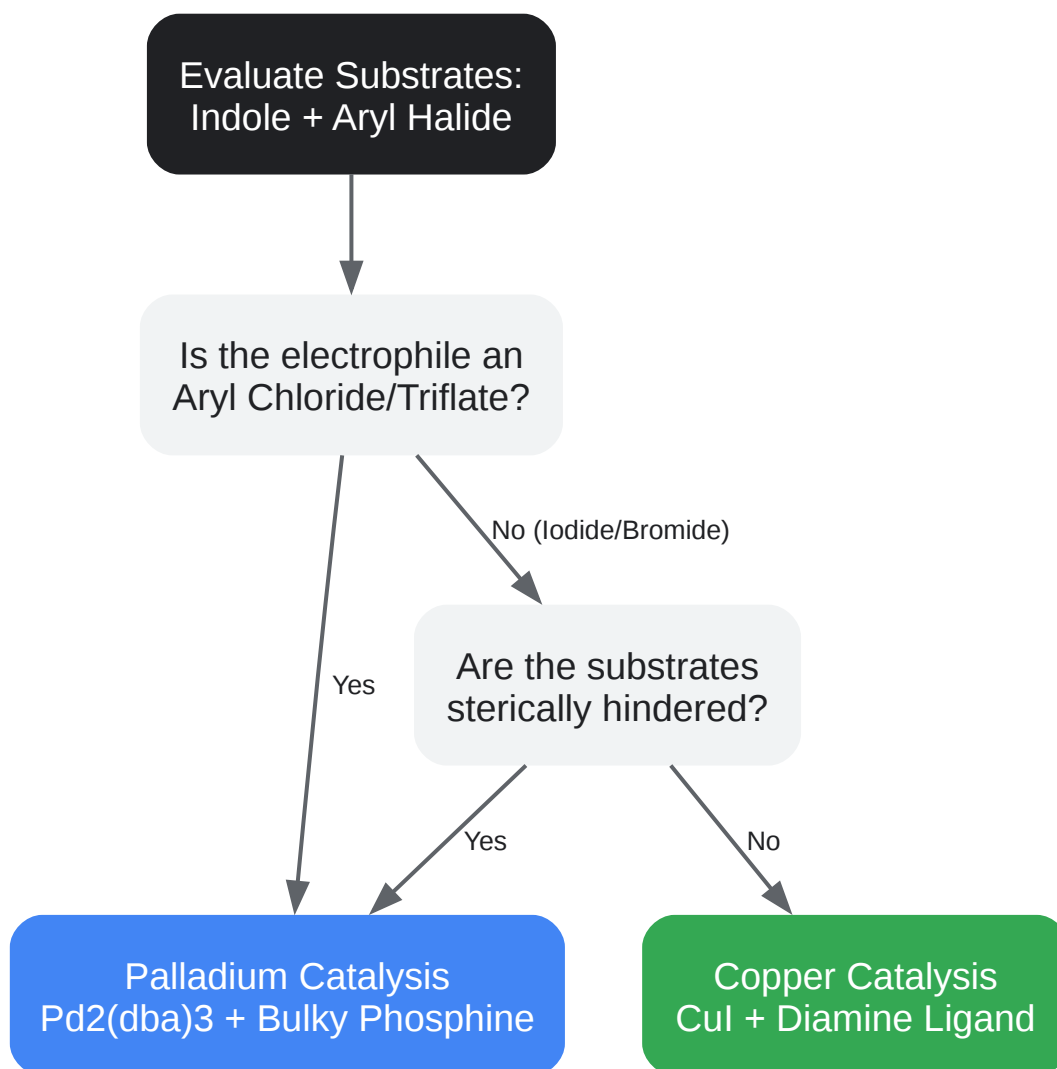 Evaluate Substrates:
Indole + Aryl Halide
Is the electrophile an
Aryl Chloride/Triflate?
No (Iodide/Bromide)
Are the substrates
sterically hindered?
Yes
Yes
No
Palladium Catalysis
Pd2(dba)3 + Bulky Phosphine
Copper Catalysis
CuI + Diamine Ligand